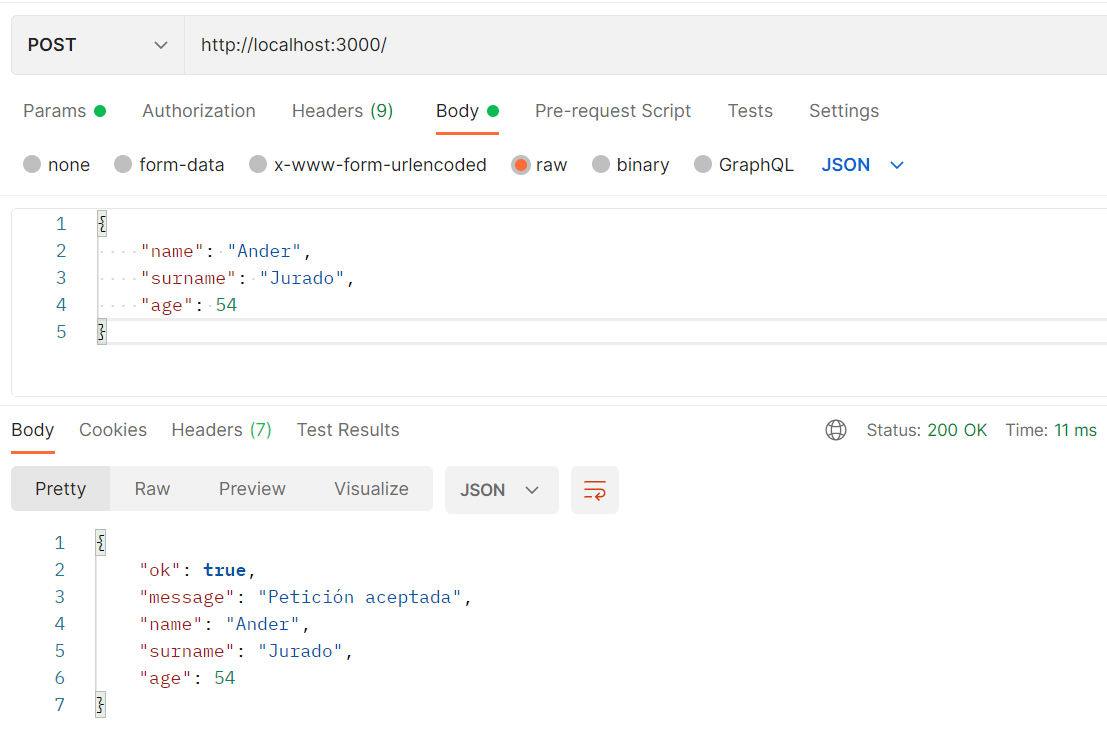 POST http://localhost:3000/
Params Authorization Headers (9) Body Pre-request Script Tests Settings
none form-data x-www-form-urlencoded raw binary GraphQL JSON
1 {
2 "name": "Ander",
3 "surname": "Jurado",
4 "age": 54
5 }
Body Cookies Headers (7) Test Results Status: 200 OK Time: 11 ms
Pretty Raw Preview Visualize JSON
1 {
2 "ok": true,
3 "message": "Petición aceptada",
4 "name": "Ander",
5 "surname": "Jurado",
6 "age": 54
7 }